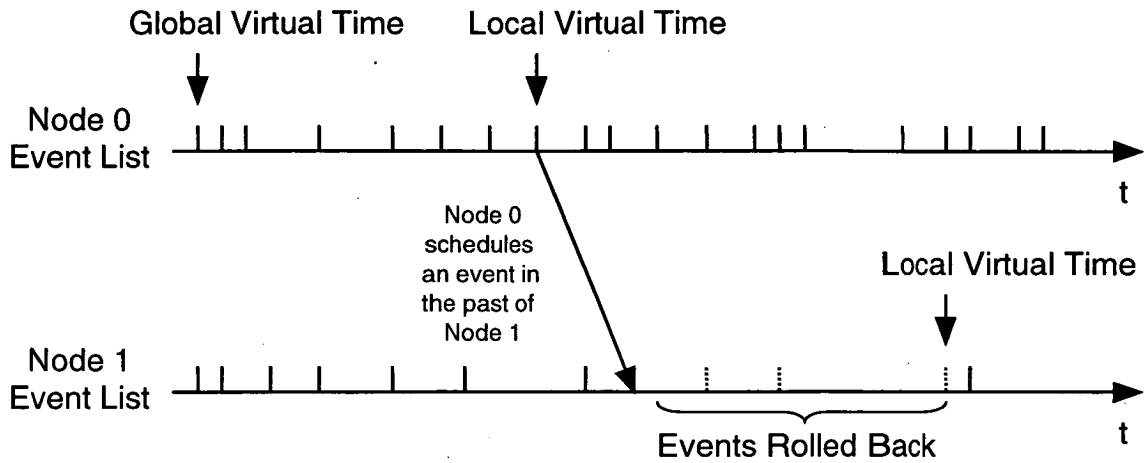 Global Virtual Time
Local Virtual Time
Node 0
Event List
t
Node 0
schedules
an event in
the past of
Node 1
Local Virtual Time
Node 1
Event List
t
Events Rolled Back